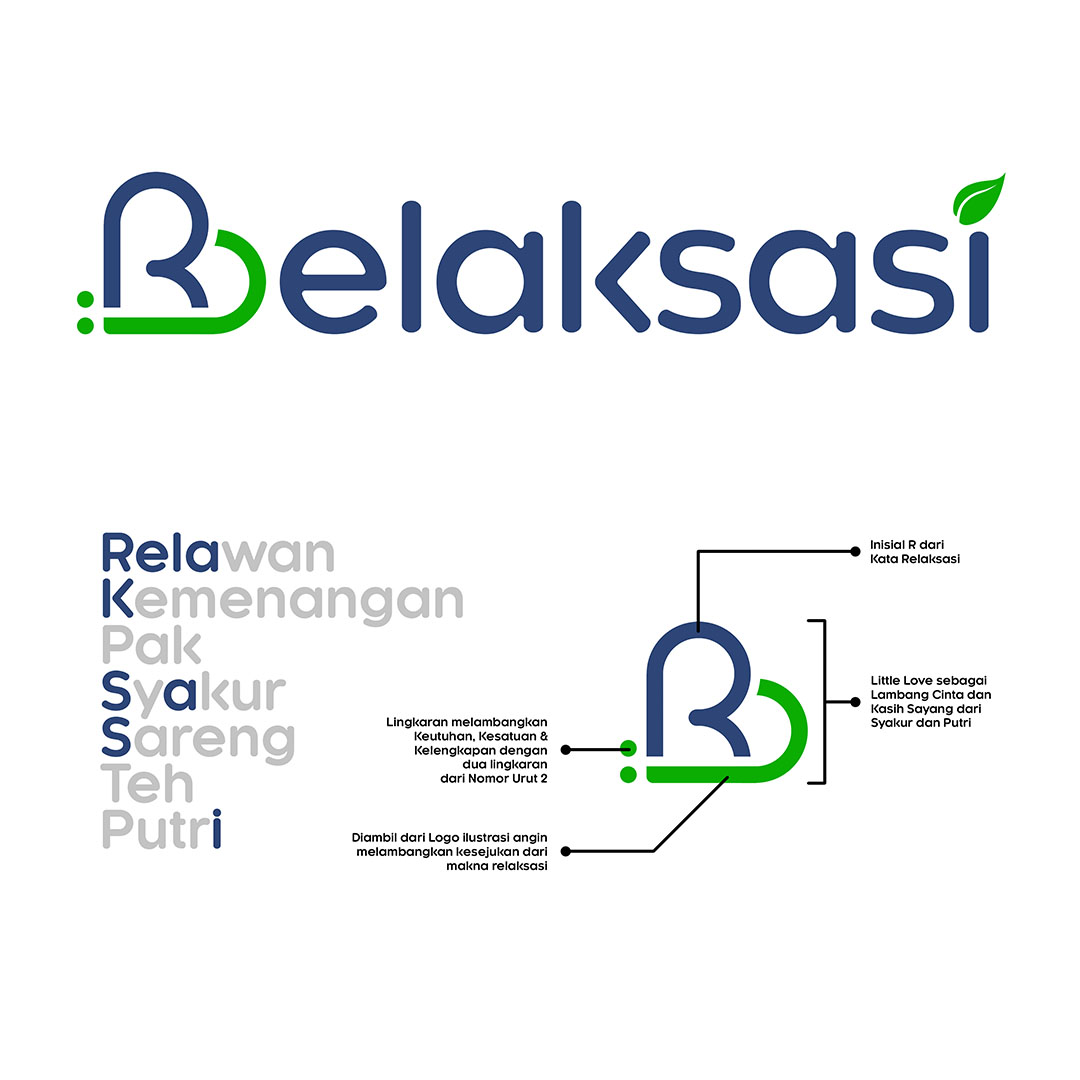 Relaksasi
Relawan
Kemenangan
Pak
Syakur
Sareng
Teh
Putri
Inisial R dari
Kata Relaksasi
Little Love sebagai
Lambang Cinta dan
Kasih Sayang dari
Syakur dan Putri
Lingkaran melambangkan
Keutuhan, Kesatuan &
Kelengkapan dengan
dua lingkaran
dari Nomor Urut 2
Diambil dari Logo ilustrasi angin
melambangkan kesejukan dari
makna relaksasi
R